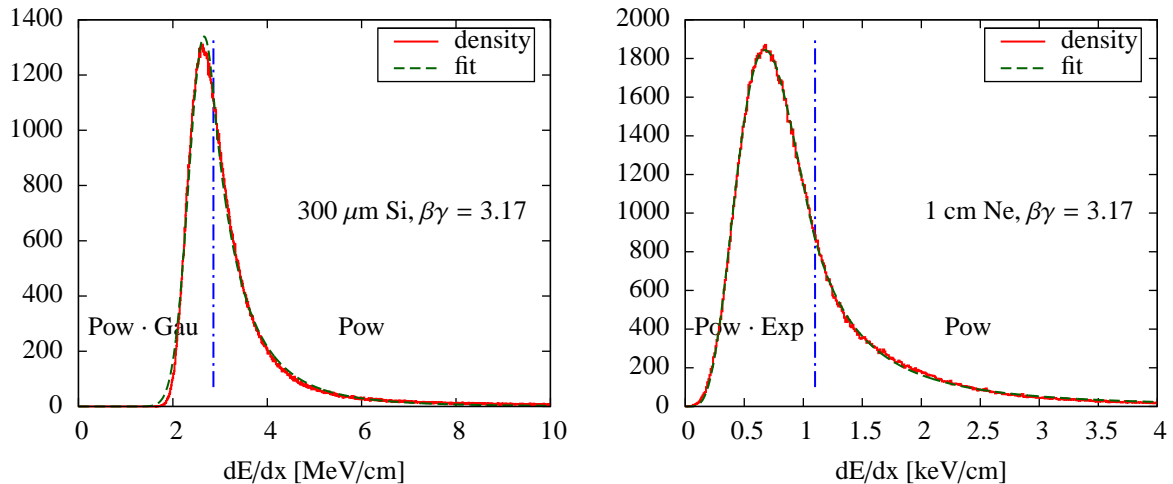 1400
1200
1000
800
600
400
200
0
0 2 4 6 8 10
dE/dx [MeV/cm]
density
fit
300 μm Si, βγ = 3.17
Pow · Gau
Pow
2000
1800
1600
1400
1200
1000
800
600
400
200
0
0 0.5 1 1.5 2 2.5 3 3.5 4
dE/dx [keV/cm]
density
fit
1 cm Ne, βγ = 3.17
Pow · Exp
Pow